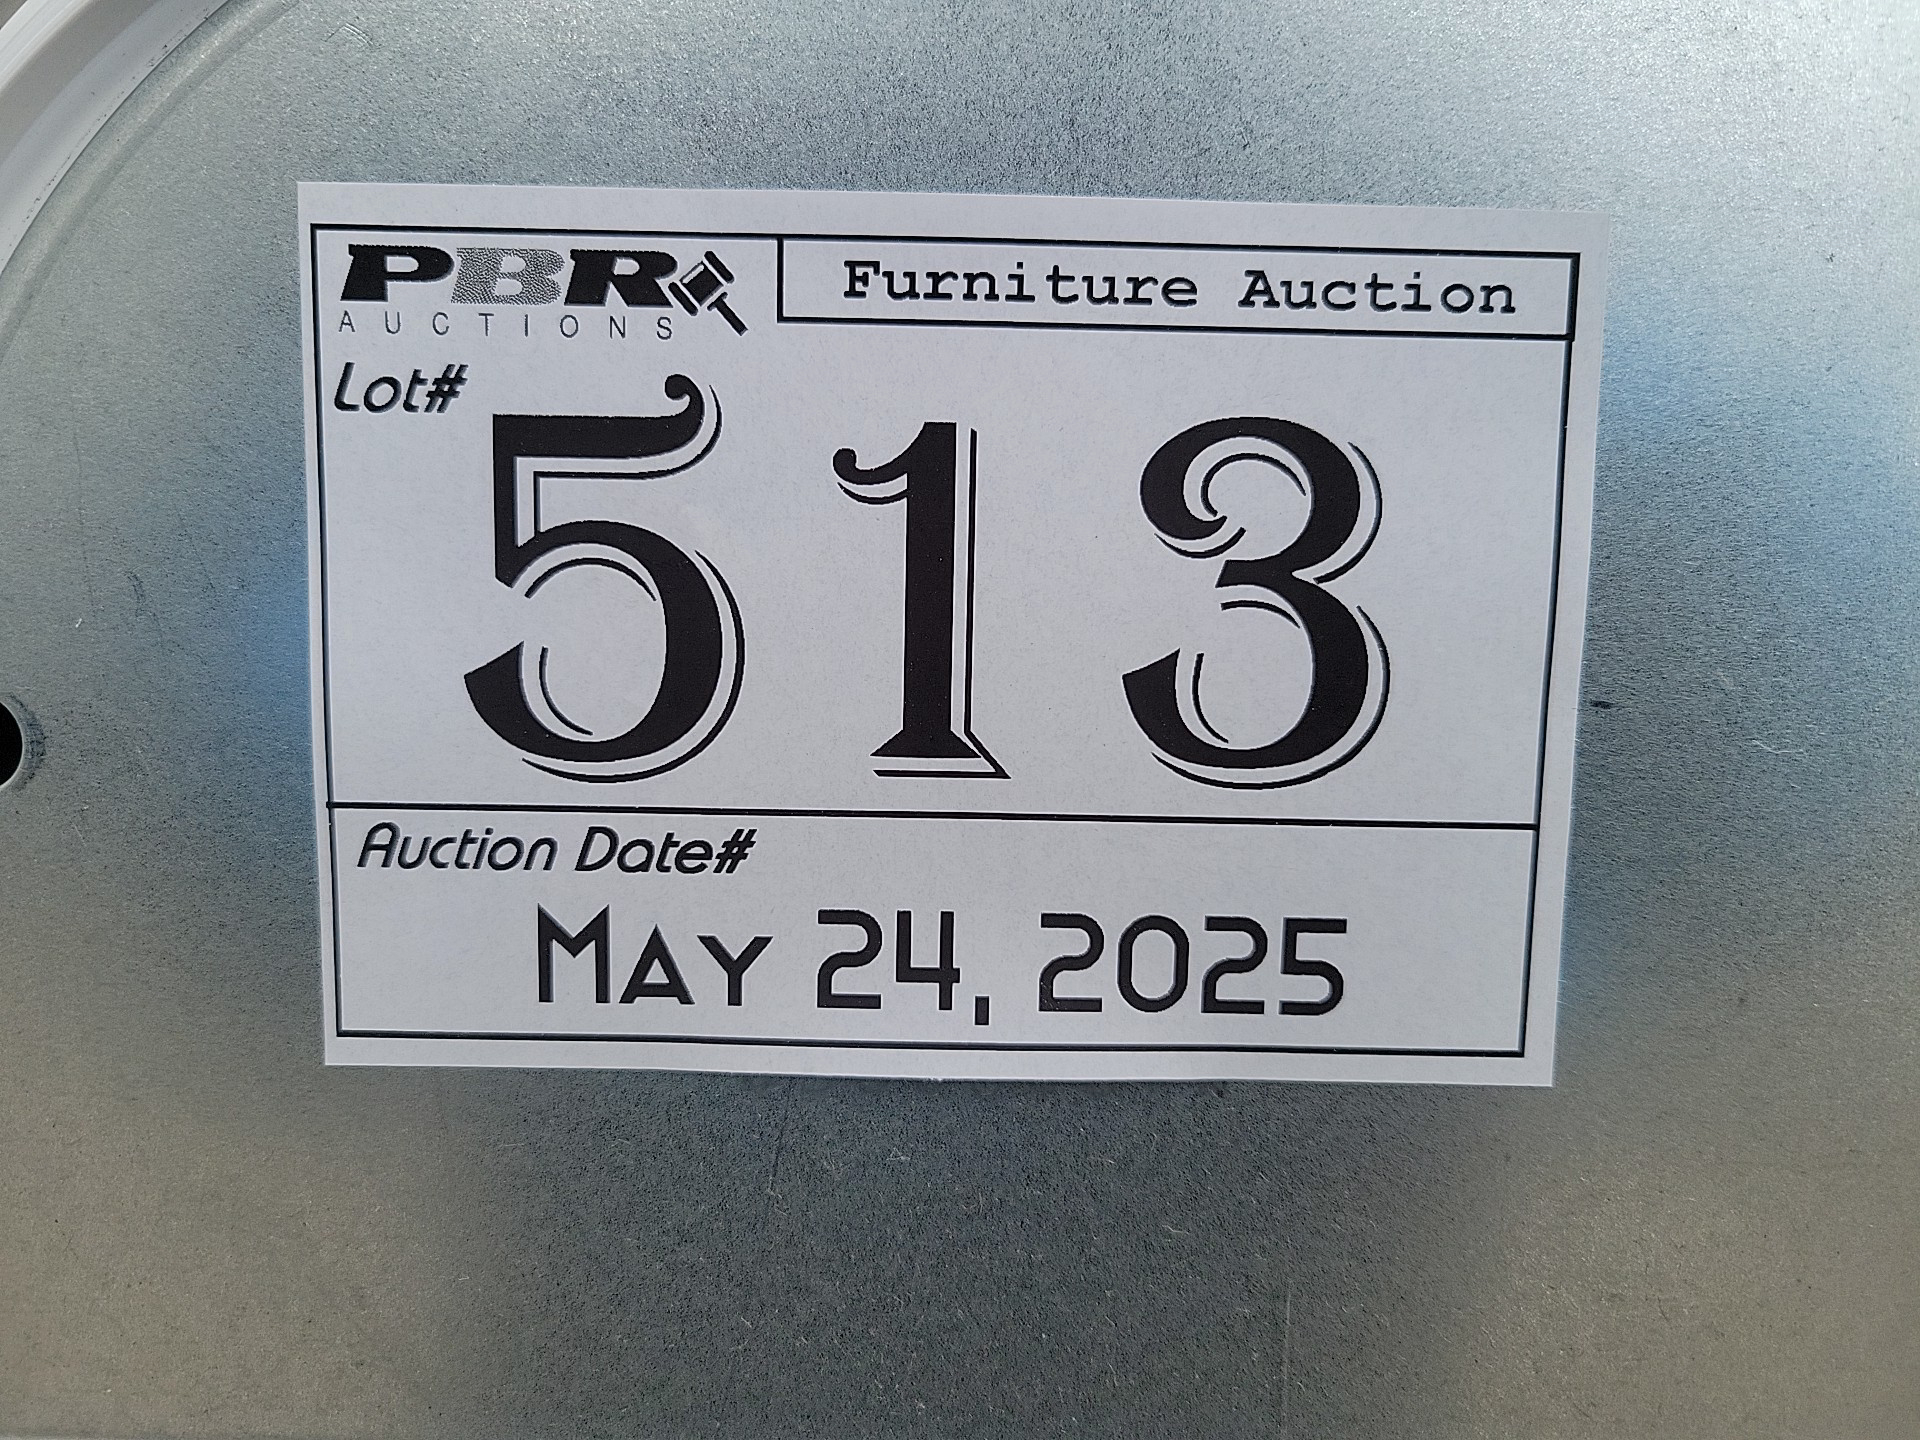 PBR
AUCTIONS
Furniture Auction
Lot#
513
Auction Date#
May 24, 2025